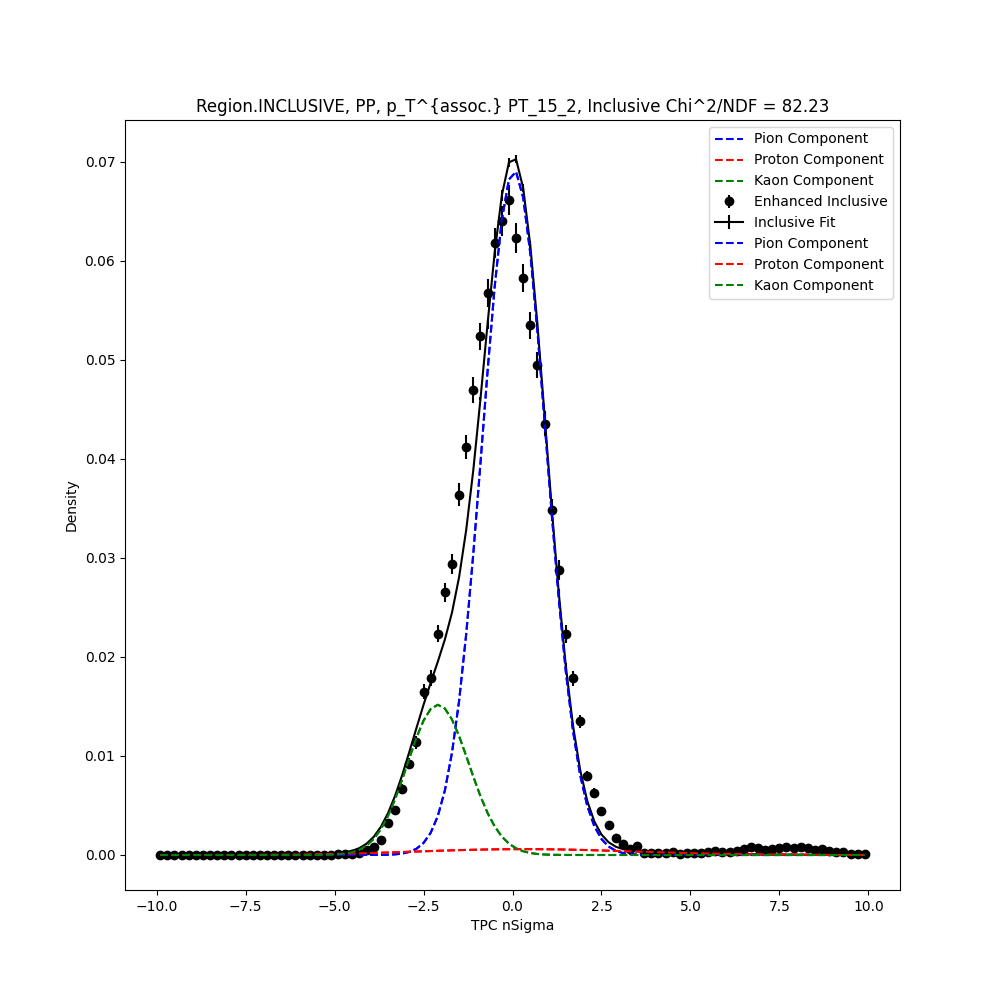 Region.INCLUSIVE, PP, p_T^{assoc.} PT_15_2, Inclusive Chi^2/NDF = 82.23
Pion Component
Proton Component
Kaon Component
Enhanced Inclusive
Inclusive Fit
Pion Component
Proton Component
Kaon Component
0.07
0.06
0.05
0.04
0.03
0.02
0.01
0.00
Density
−10.0 −7.5 −5.0 −2.5 0.0 2.5 5.0 7.5 10.0
TPC nSigma